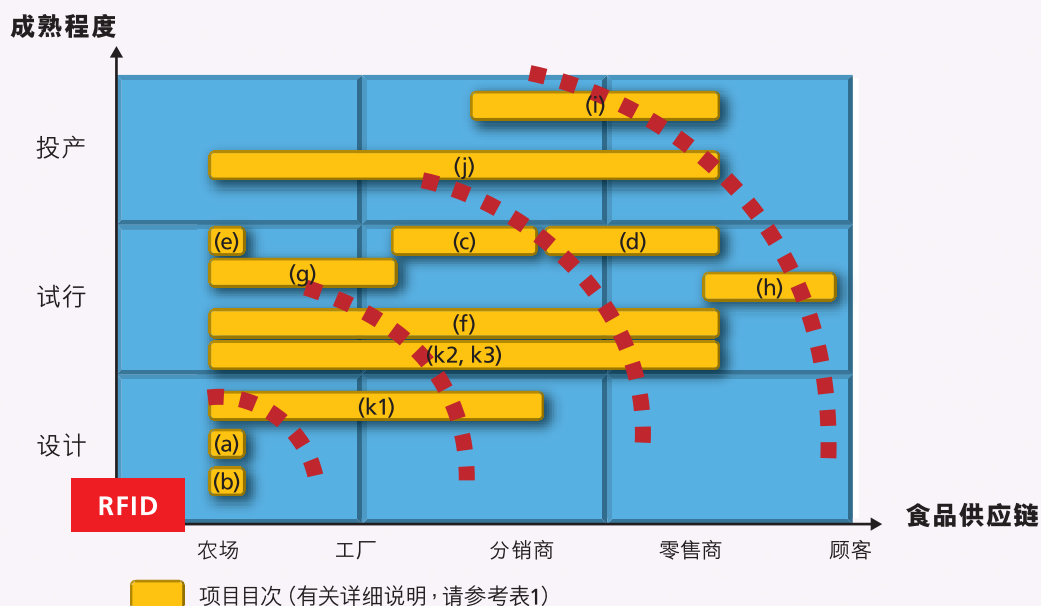 成熟程度
投产
(i)
(j)
试行
(e)
(c)
(d)
(g)
(h)
(f)
(k2, k3)
设计
(k1)
(a)
(b)
RFID
食品供应链
农场 工厂 分销商 零售商 顾客
项目目次 (有关详细说明，请参考表1)